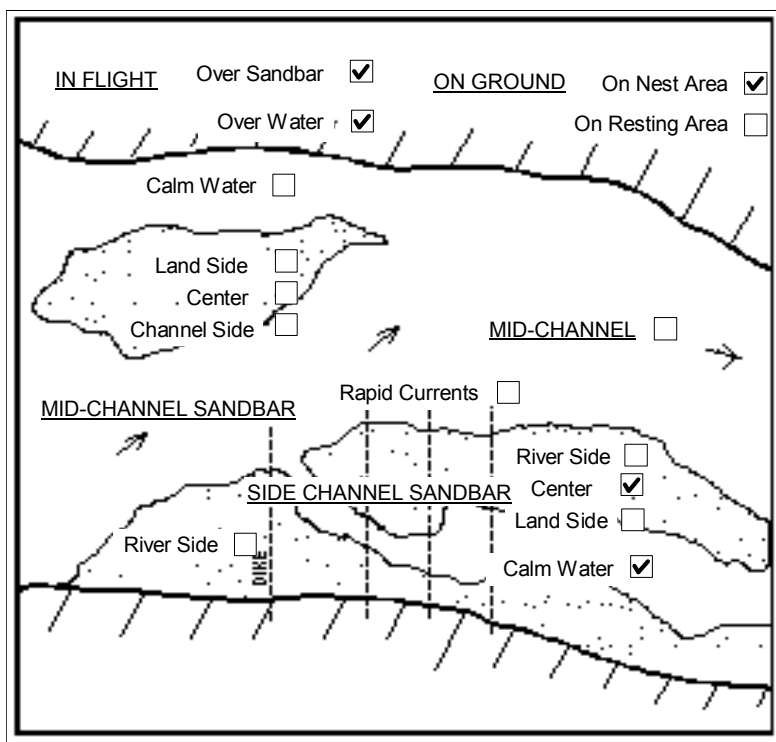 IN FLIGHT
Over Sandbar ☑
ON GROUND
On Nest Area ☑
Over Water ☑
On Resting Area ☐
Calm Water ☐
Land Side ☐
Center ☐
Channel Side ☐
MID-CHANNEL ☐
Rapid Currents ☐
MID-CHANNEL SANDBAR
River Side ☐
SIDE CHANNEL SANDBAR
Center ☑
Land Side ☐
River Side ☐
DIKE
Calm Water ☑